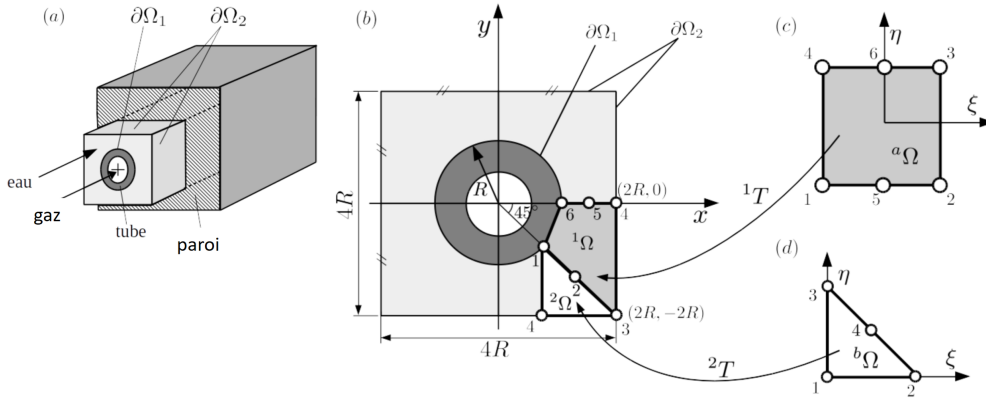 (a)
∂Ω₁
∂Ω₂
eau
gaz
tube
paroi
(b)
y
∂Ω₁
∂Ω₂
R
45°
6
5
4
(2R, 0)
x
¹Ω
1
2
²Ω
4
3
(2R, −2R)
4R
4R
¹T
²T
(c)
η
4
6
3
ξ
ᵃΩ
1
5
2
(d)
η
3
4
ᵇΩ
ξ
1
2